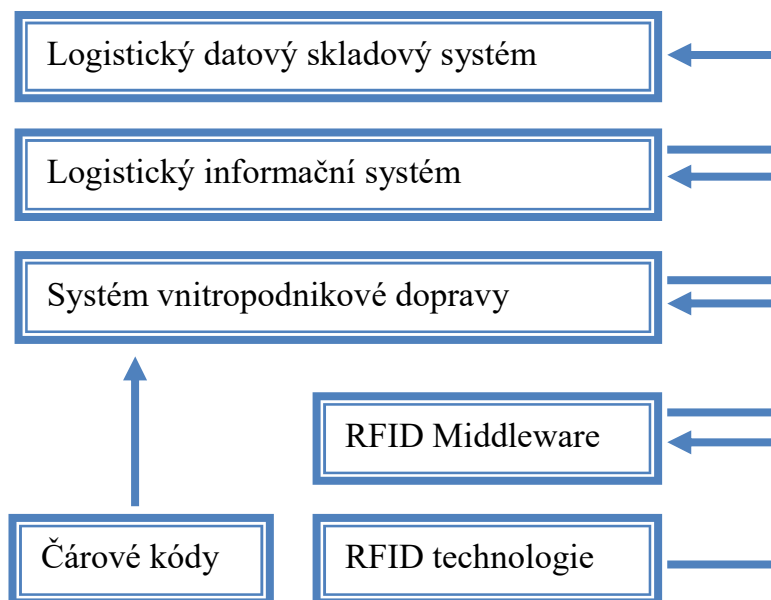 Logistický datový skladový systém
Logistický informační systém
Systém vnitropodnikové dopravy
RFID Middleware
Čárové kódy
RFID technologie